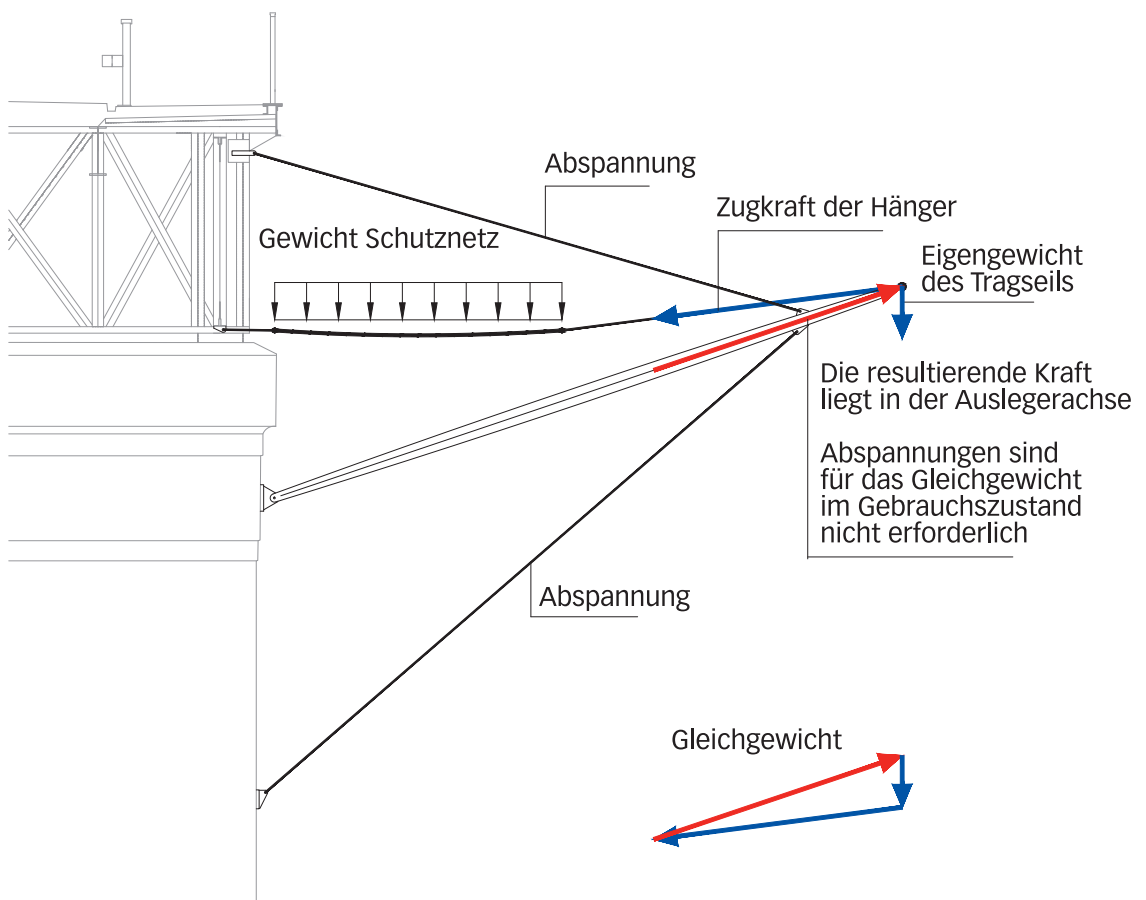 Abspannung
Zugkraft der Hänger
Gewicht Schutznetz
Eigengewicht
des Tragseils
Die resultierende Kraft
liegt in der Auslegerachse
Abspannungen sind
für das Gleichgewicht
im Gebrauchszustand
nicht erforderlich
Abspannung
Gleichgewicht